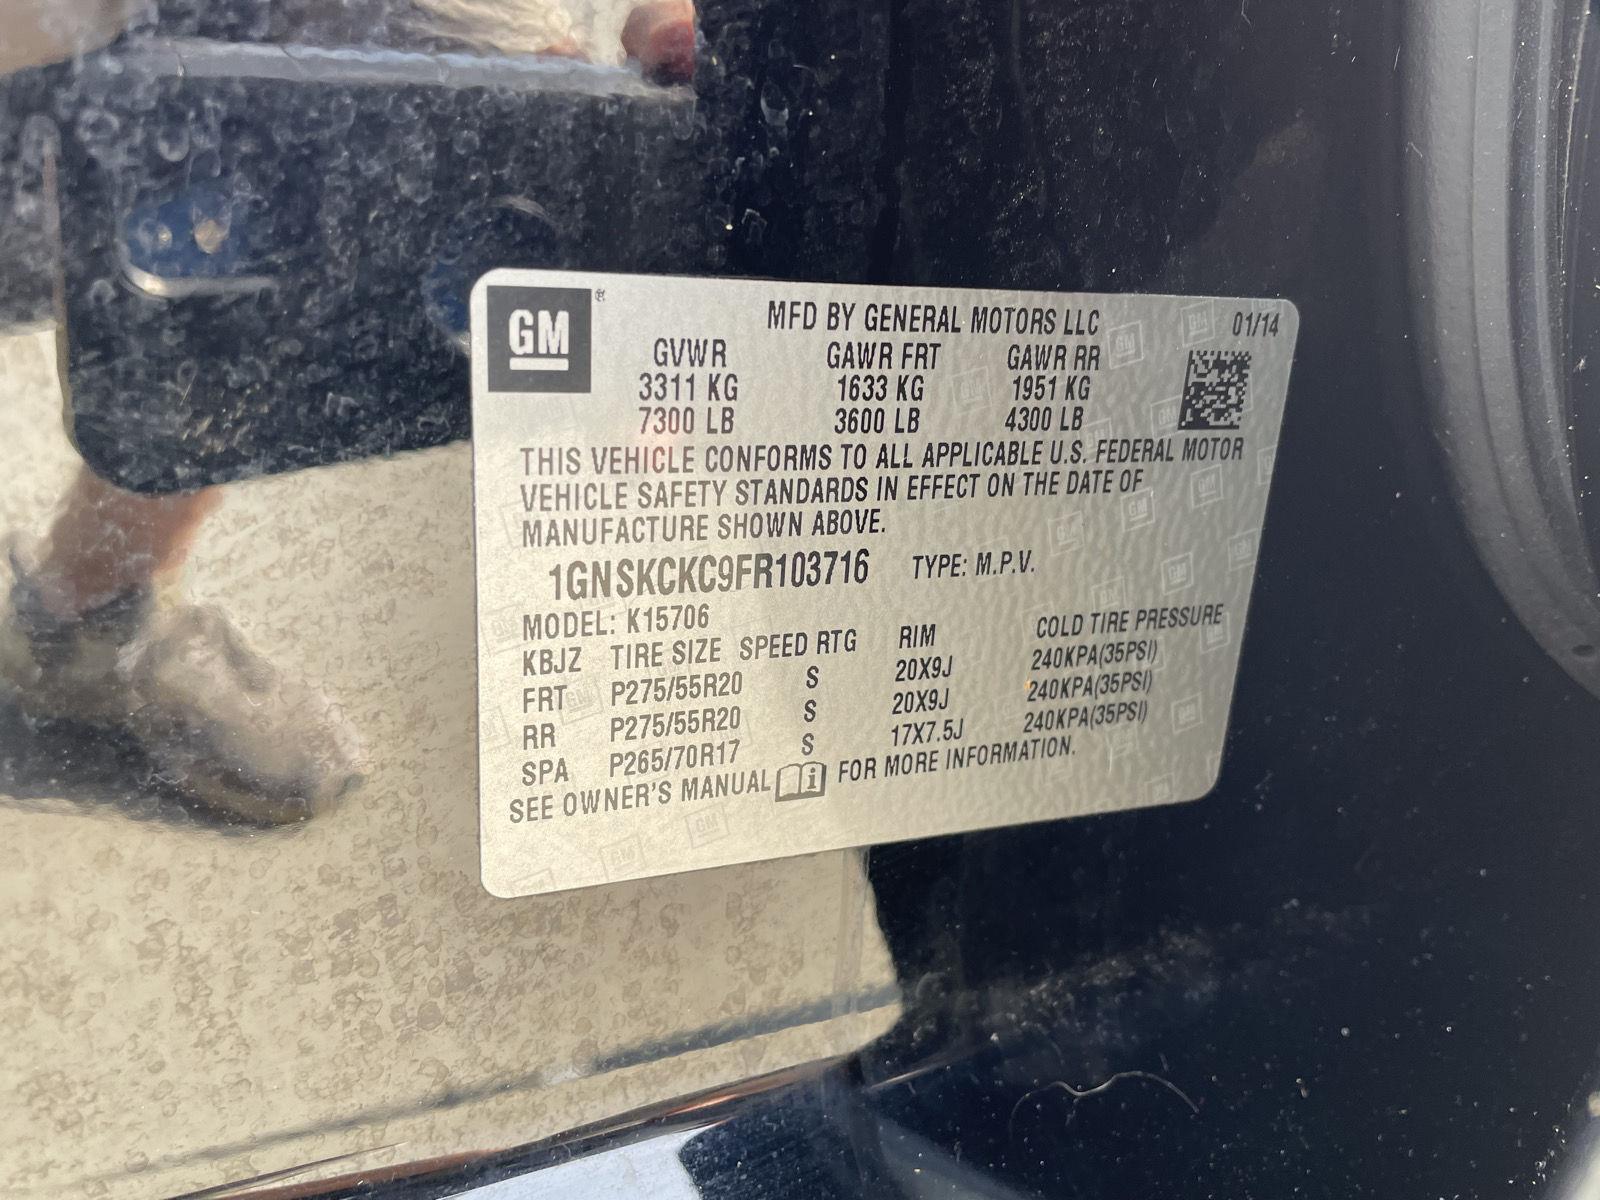 GM ®
MFD BY GENERAL MOTORS LLC 01/14
GVWR GAWR FRT GAWR RR
3311 KG 1633 KG 1951 KG
7300 LB 3600 LB 4300 LB
THIS VEHICLE CONFORMS TO ALL APPLICABLE U.S. FEDERAL MOTOR
VEHICLE SAFETY STANDARDS IN EFFECT ON THE DATE OF
MANUFACTURE SHOWN ABOVE.
1GNSKCKC9FR103716 TYPE: M.P.V.
MODEL: K15706
KBJZ TIRE SIZE SPEED RTG RIM COLD TIRE PRESSURE
FRT P275/55R20 S 20X9J 240KPA(35PSI)
RR P275/55R20 S 20X9J 240KPA(35PSI)
SPA P265/70R17 S 17X7.5J 240KPA(35PSI)
SEE OWNER'S MANUAL i FOR MORE INFORMATION.